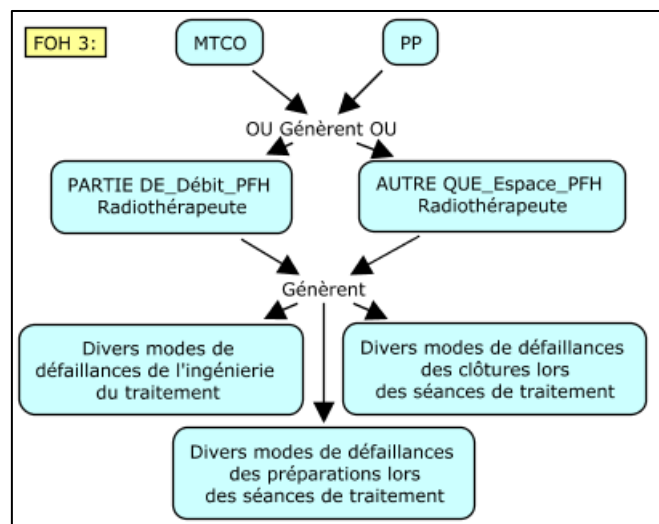 FOH 3:
MTCO
PP
OU Génèrent OU
PARTIE DE_Débit_PFH
Radiothérapeute
AUTRE QUE_Espace_PFH
Radiothérapeute
Génèrent
Divers modes de
défaillances de l'ingénierie
du traitement
Divers modes de défaillances
des clôtures lors
des séances de traitement
Divers modes de défaillances
des préparations lors
des séances de traitement